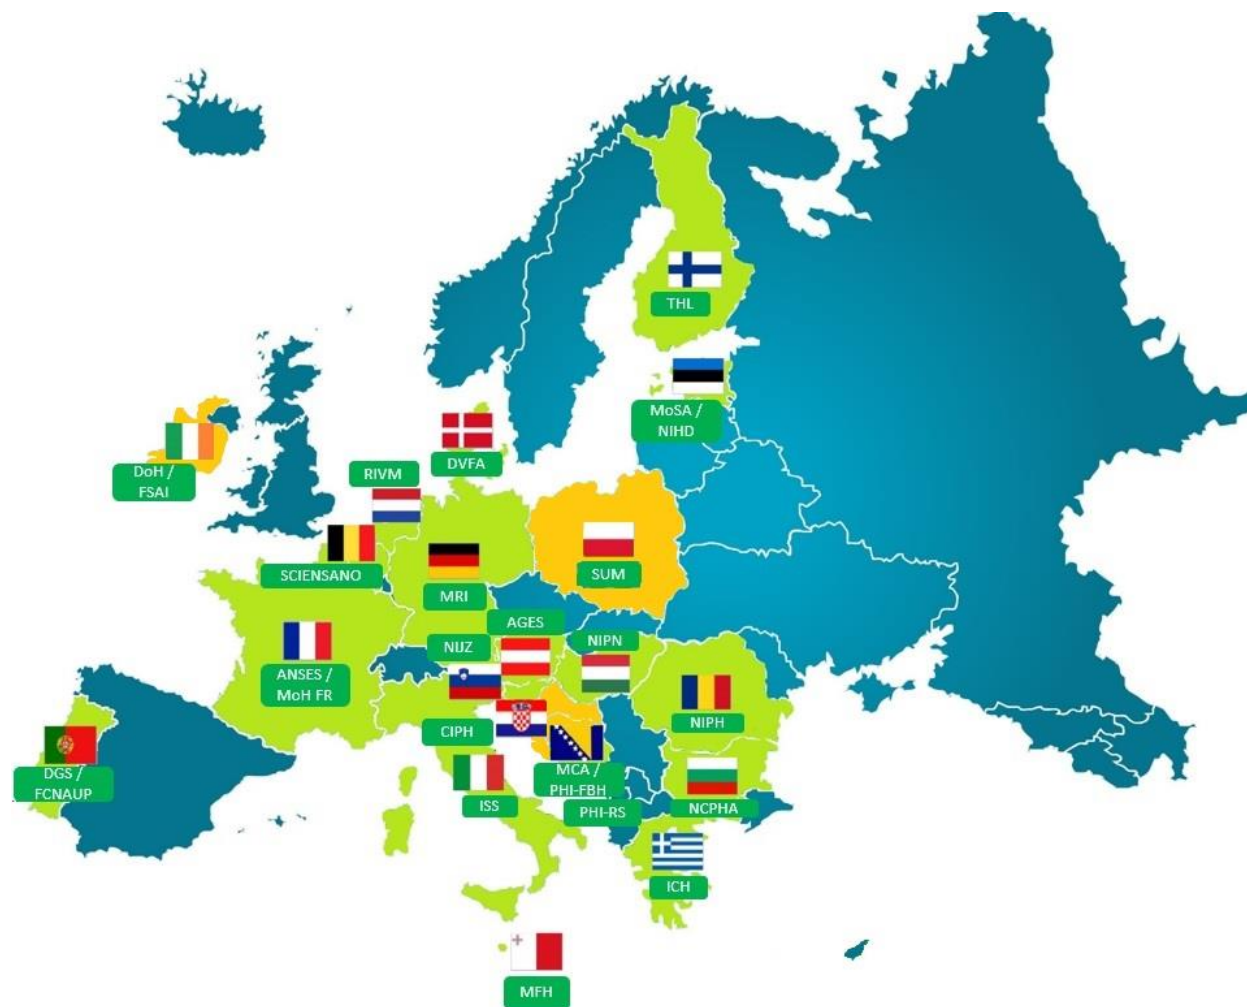 THL
MoSA /
NIHD
DoH /
FSAI
RIVM
DVFA
SCIENSANO
MRI
SUM
AGES
NIJZ
NIPN
ANSES /
MoH FR
NIPH
CIPH
DGS /
FCNAUP
ISS
MCA /
PHI-FBH
PHI-RS
NCPHA
ICH
MFH